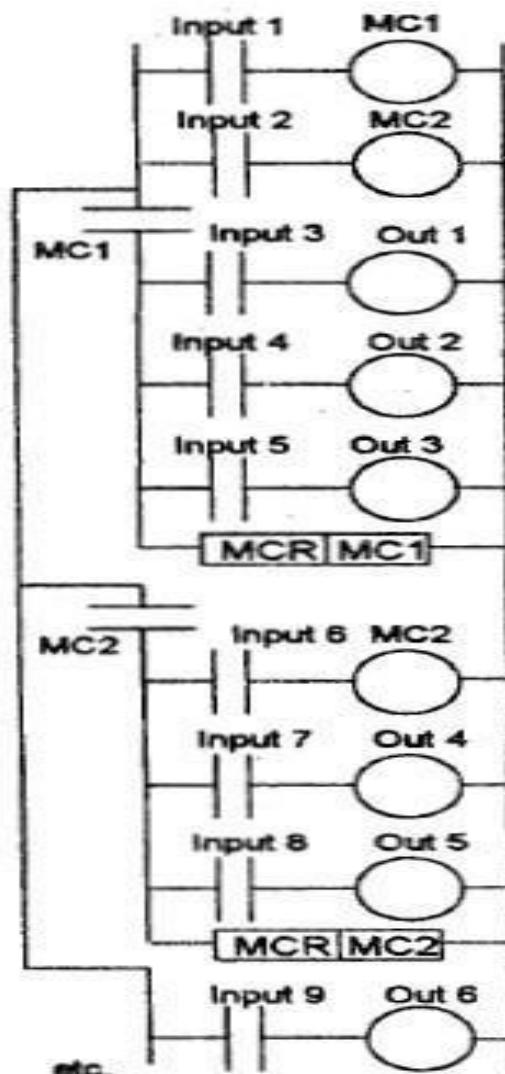 Input 1 MC1
Input 2 MC2
MC1
Input 3 Out 1
Input 4 Out 2
Input 5 Out 3
MCR MC1
MC2
Input 6 MC2
Input 7 Out 4
Input 8 Out 5
MCR MC2
Input 9 Out 6
etc.